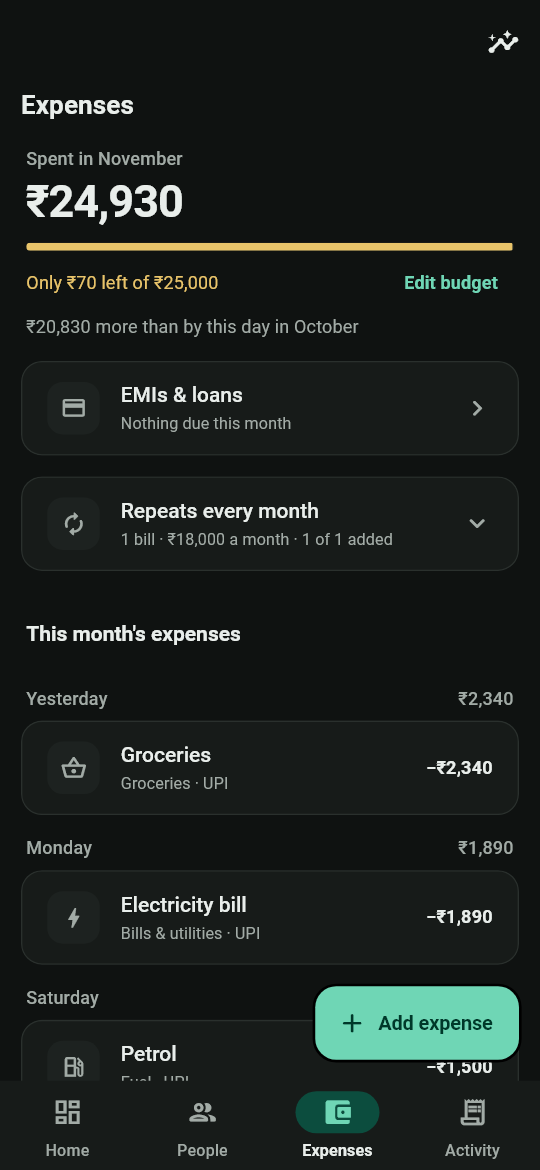 Expenses
Spent in November
₹24,930
Only ₹70 left of ₹25,000
Edit budget
₹20,830 more than by this day in October
EMIs & loans
Nothing due this month
Repeats every month
1 bill · ₹18,000 a month · 1 of 1 added
This month's expenses
Yesterday
₹2,340
Groceries
Groceries · UPI
−₹2,340
Monday
₹1,890
Electricity bill
Bills & utilities · UPI
−₹1,890
Saturday
Add expense
Petrol
Fuel · UPI
−₹1,500
Home
People
Expenses
Activity